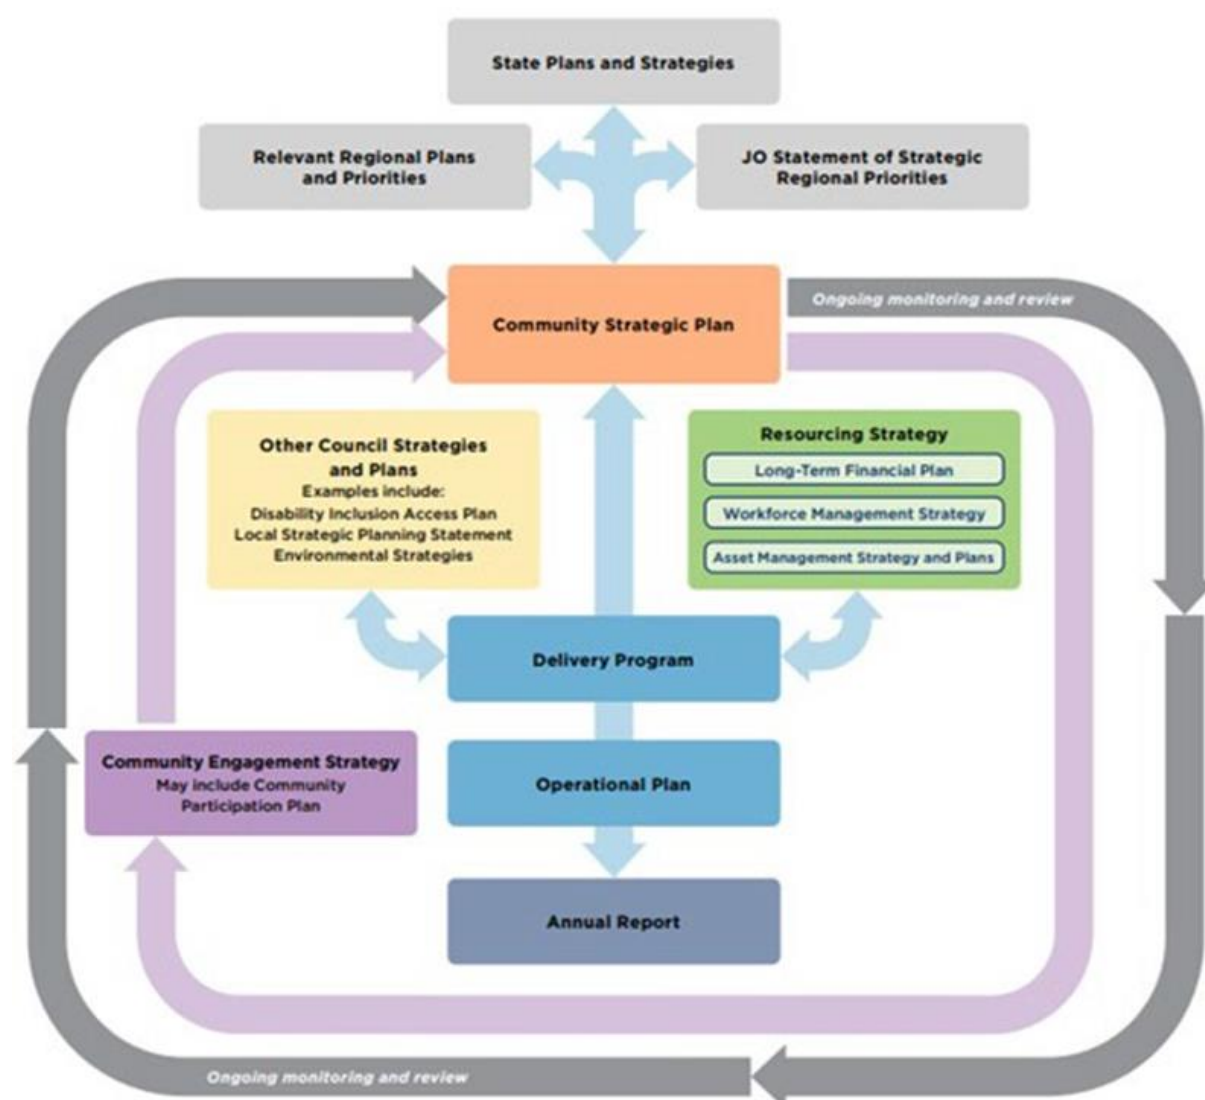 State Plans and Strategies
Relevant Regional Plans
and Priorities
JO Statement of Strategic
Regional Priorities
Community Strategic Plan
Ongoing monitoring and review
Other Council Strategies
and Plans
Examples include:
Disability Inclusion Access Plan
Local Strategic Planning Statement
Environmental Strategies
Resourcing Strategy
Long-Term Financial Plan
Workforce Management Strategy
Asset Management Strategy and Plans
Delivery Program
Community Engagement Strategy
May include Community
Participation Plan
Operational Plan
Annual Report
Ongoing monitoring and review